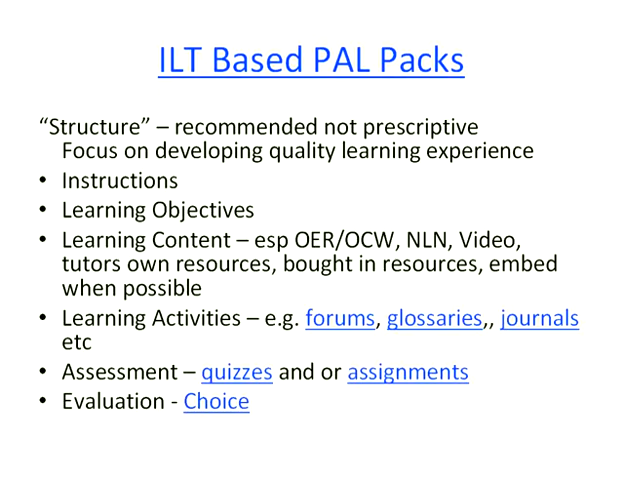 ILT Based PAL Packs
“Structure” – recommended not prescriptive
Focus on developing quality learning experience
• Instructions
• Learning Objectives
• Learning Content – esp OER/OCW, NLN, Video,
tutors own resources, bought in resources, embed
when possible
• Learning Activities – e.g. forums, glossaries,, journals
etc
• Assessment – quizzes and or assignments
• Evaluation - Choice